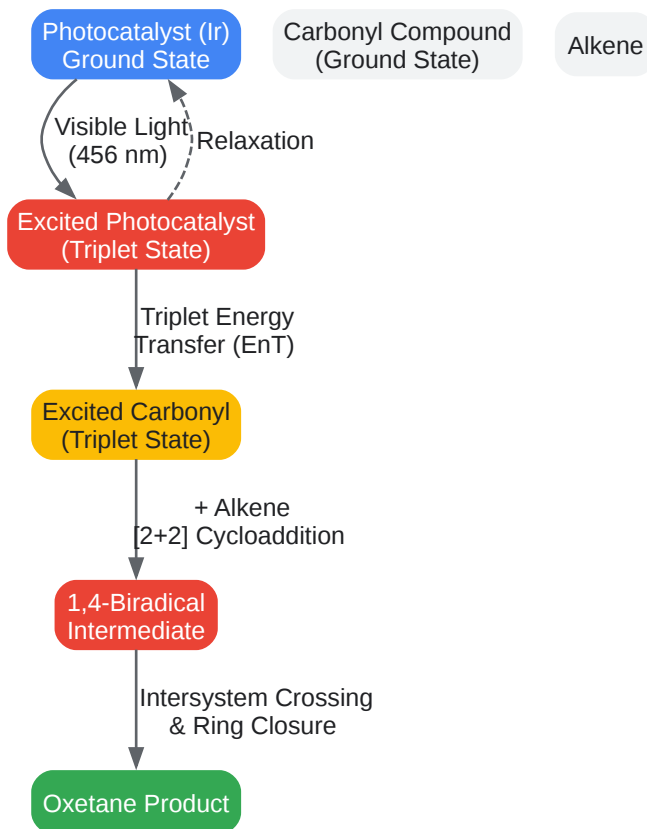 Photocatalyst (Ir)
Ground State
Carbonyl Compound
(Ground State)
Alkene
Visible Light
(456 nm)
Relaxation
Excited Photocatalyst
(Triplet State)
Triplet Energy
Transfer (EnT)
Excited Carbonyl
(Triplet State)
+ Alkene
[2+2] Cycloaddition
1,4-Biradical
Intermediate
Intersystem Crossing
& Ring Closure
Oxetane Product